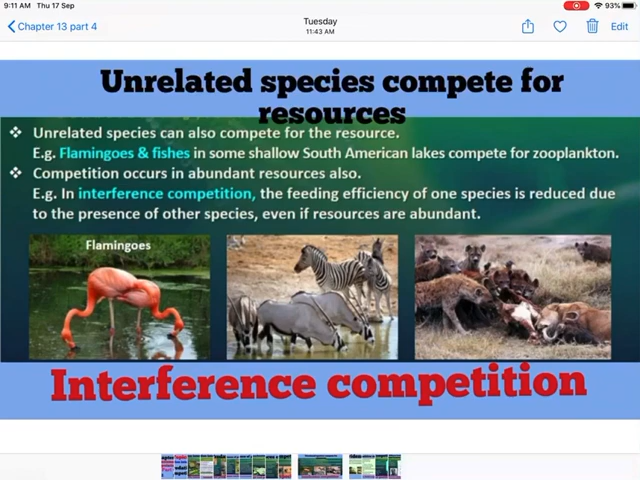 9:11 AM Thu 17 Sep
93%
Chapter 13 part 4
Tuesday
11:43 AM
Edit
Unrelated species compete for
resources
❖ Unrelated species can also compete for the resource.
E.g. Flamingoes & fishes in some shallow South American lakes compete for zooplankton.
❖ Competition occurs in abundant resources also.
E.g. In interference competition, the feeding efficiency of one species is reduced due
to the presence of other species, even if resources are abundant.
Flamingoes
Interference competition